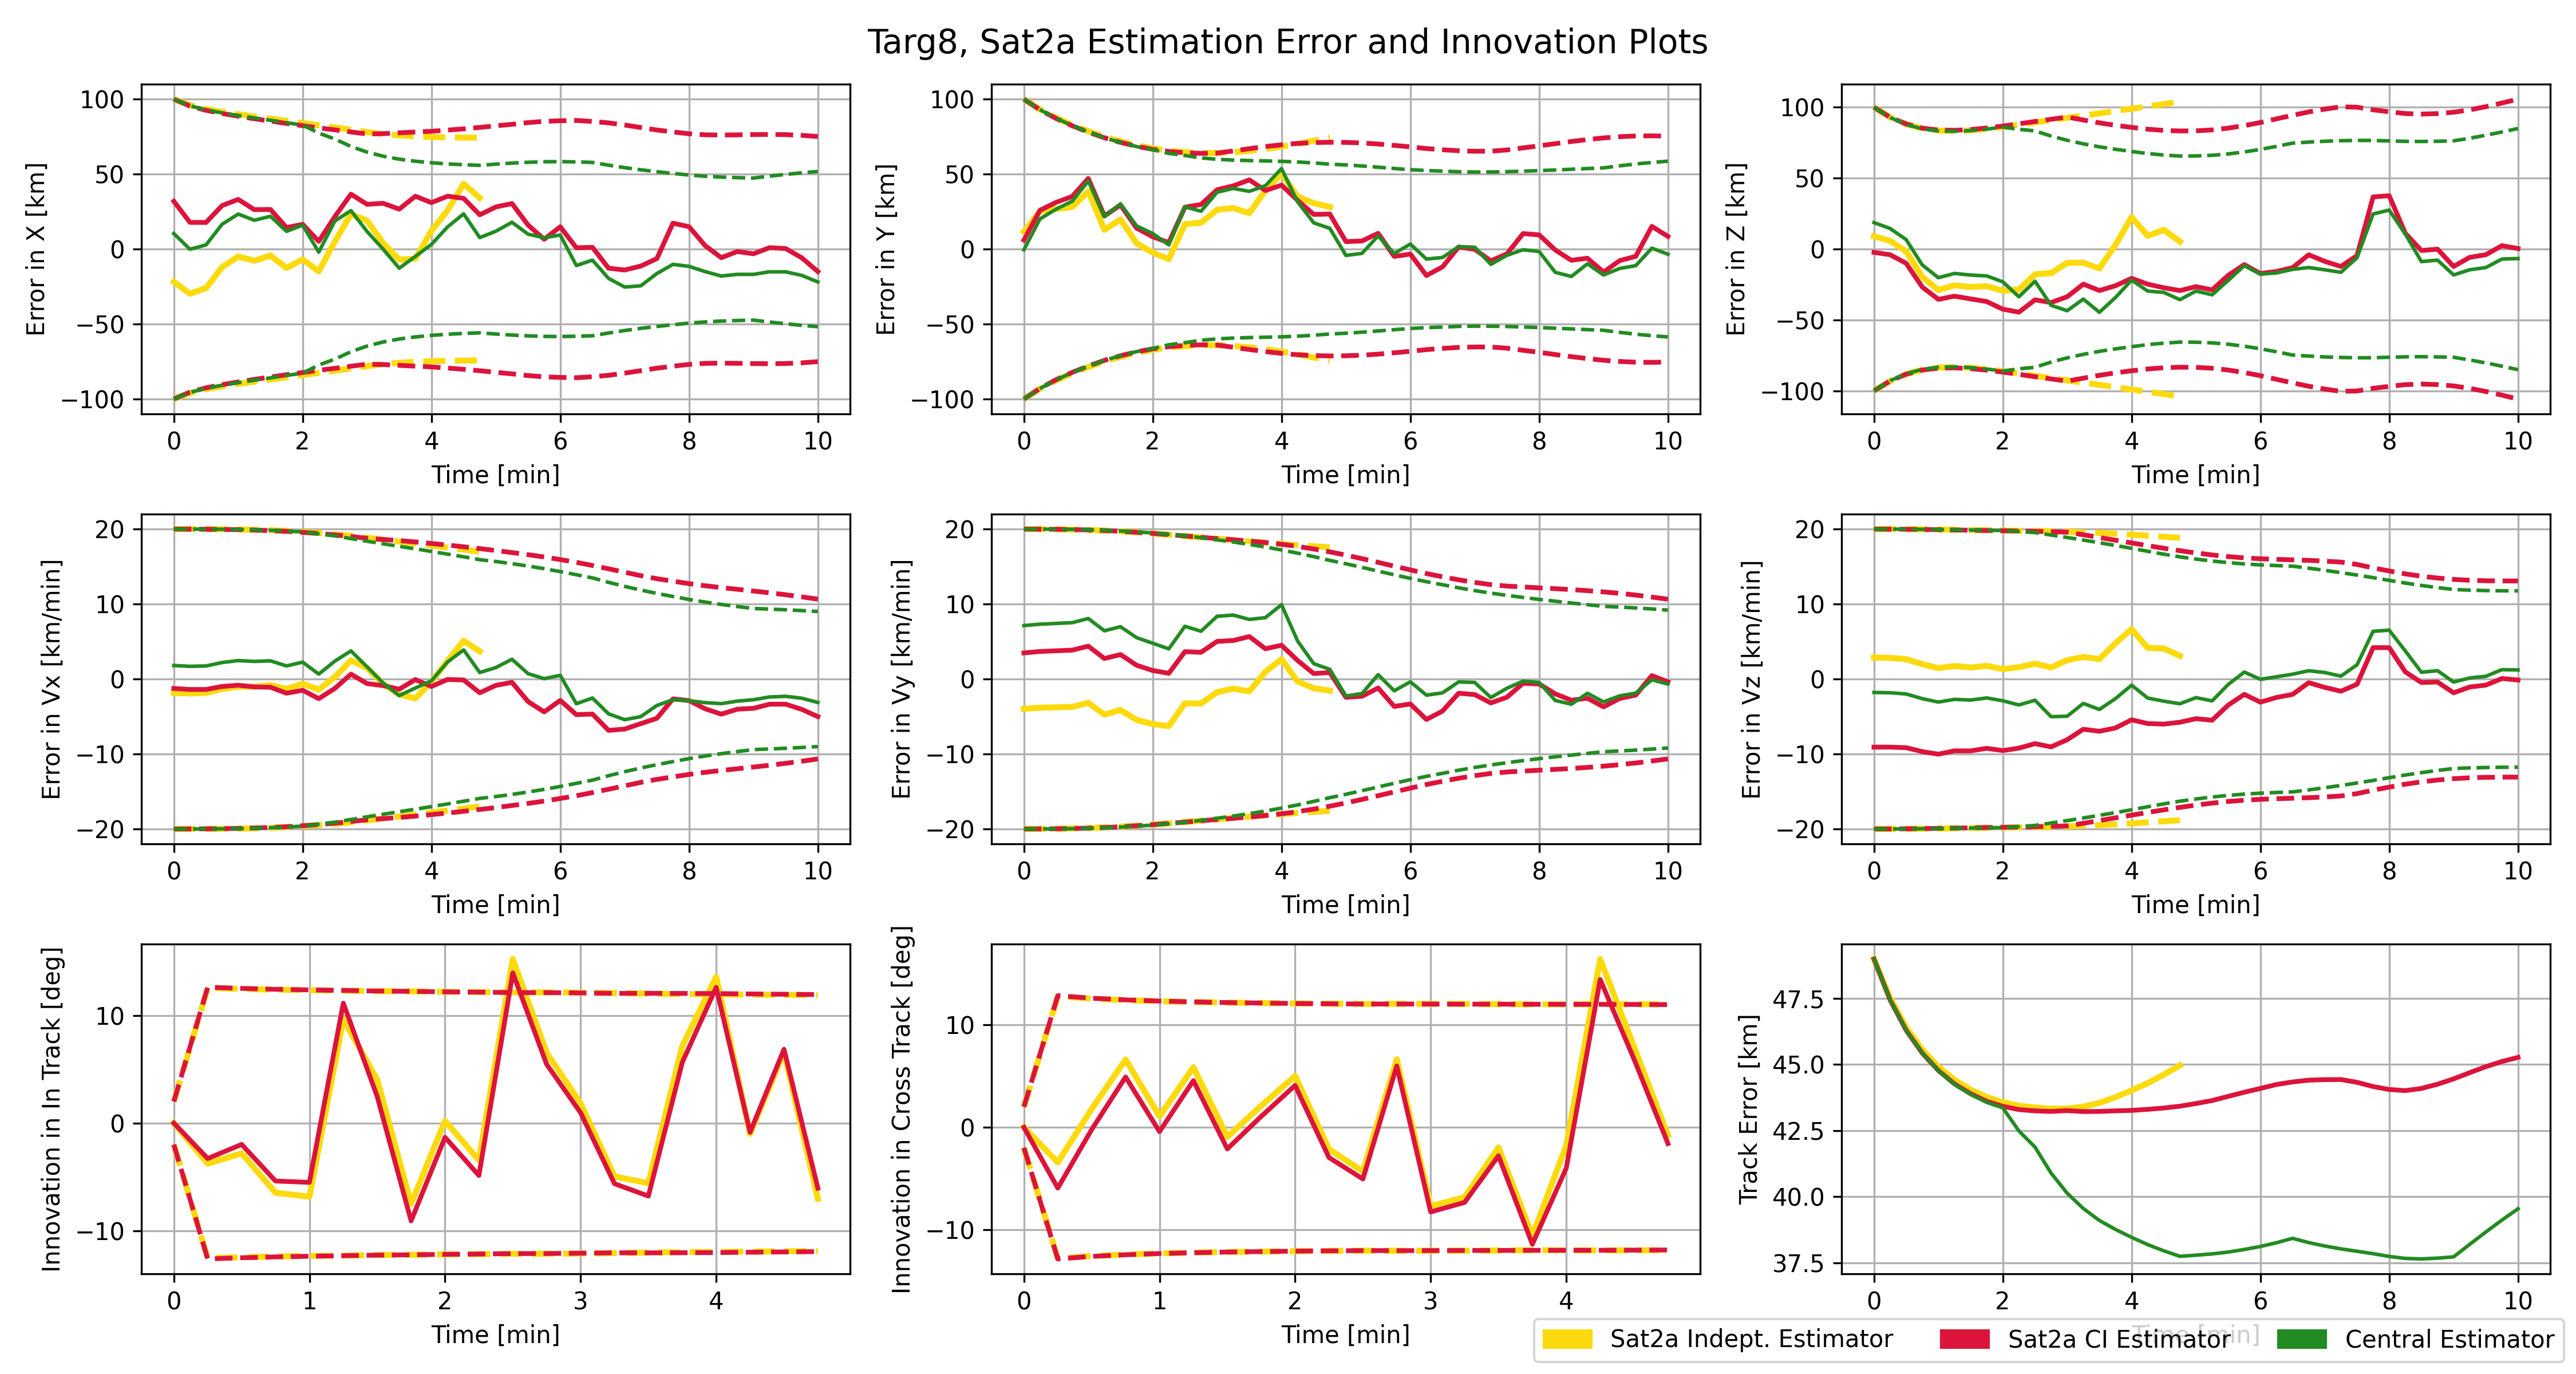 Targ8, Sat2a Estimation Error and Innovation Plots
Error in X [km]
100
50
0
−50
−100
0 2 4 6 8 10
Time [min]
Error in Y [km]
100
50
0
−50
−100
0 2 4 6 8 10
Time [min]
Error in Z [km]
100
50
0
−50
−100
0 2 4 6 8 10
Time [min]
Error in Vx [km/min]
20
10
0
−10
−20
0 2 4 6 8 10
Time [min]
Error in Vy [km/min]
20
10
0
−10
−20
0 2 4 6 8 10
Time [min]
Error in Vz [km/min]
20
10
0
−10
−20
0 2 4 6 8 10
Time [min]
Innovation in In Track [deg]
10
0
−10
0 1 2 3 4
Time [min]
Innovation in Cross Track [deg]
10
0
−10
0 1 2 3 4
Time [min]
Track Error [km]
47.5
45.0
42.5
40.0
37.5
0 2 4 6 8 10
Time [min]
Sat2a Indept. Estimator Sat2a CI Estimator Central Estimator